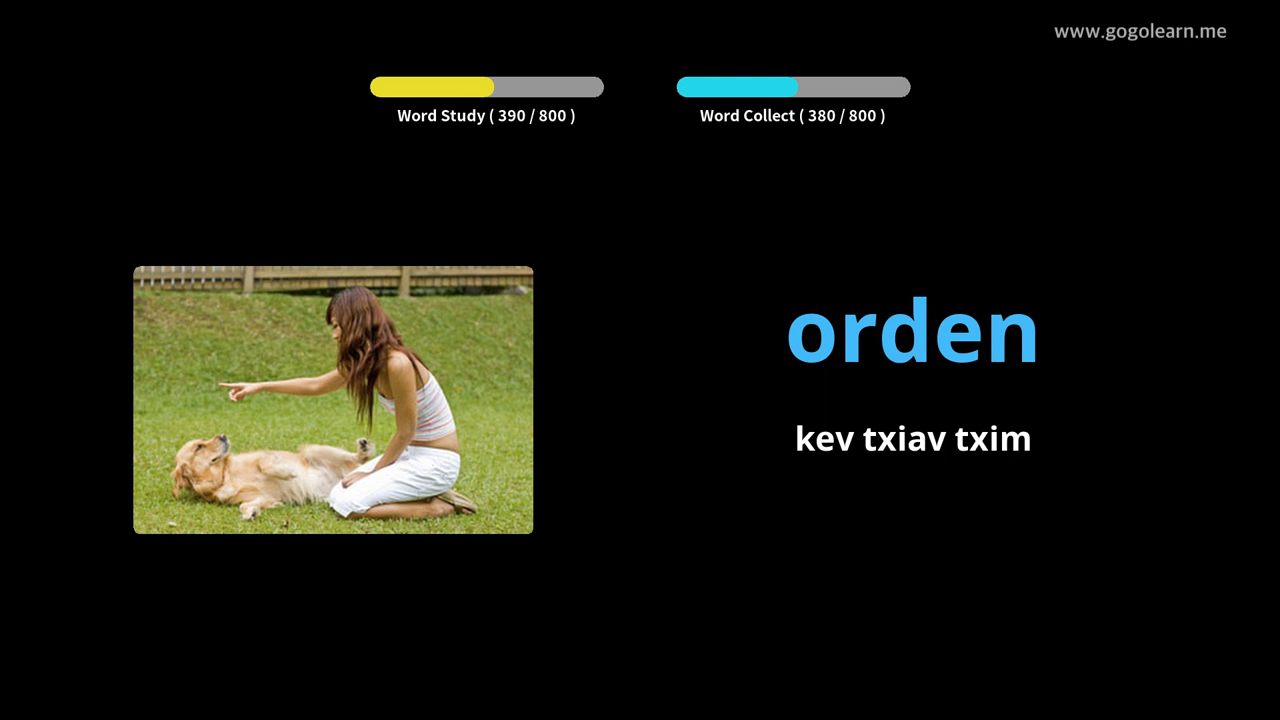 www.gogolearn.me
Word Study ( 390 / 800 )
Word Collect ( 380 / 800 )
orden
kev txiav txim